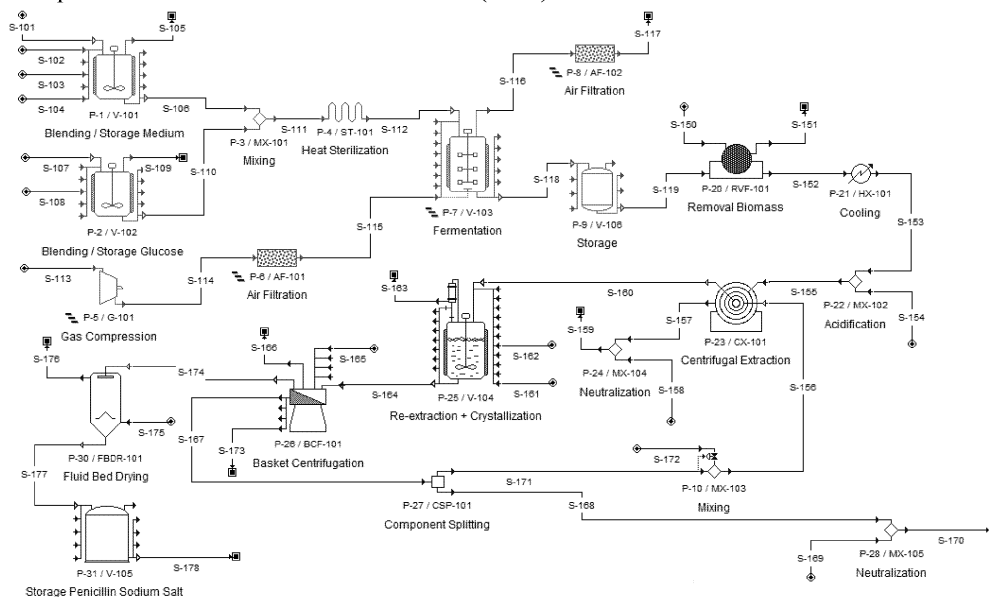 S-101
S-105
S-117
S-102
S-103
S-104
S-106
P-1 / V-101
Blending / Storage Medium
S-107
S-109
S-108
S-110
P-2 / V-102
Blending / Storage Glucose
P-3 / MX-101
Mixing
S-111
P-4 / ST-101
Heat Sterilization
S-112
S-116
P-8 / AF-102
Air Filtration
P-7 / V-103
Fermentation
S-118
P-9 / V-106
Storage
S-119
S-150
S-151
P-20 / RVF-101
Removal Biomass
S-152
P-21 / HX-101
Cooling
S-153
S-113
P-5 / G-101
Gas Compression
S-114
P-6 / AF-101
Air Filtration
S-115
S-163
S-160
S-155
P-22 / MX-102
Acidification
S-154
S-157
P-23 / CX-101
Centrifugal Extraction
S-159
P-24 / MX-104
Neutralization
S-158
S-156
S-162
S-161
P-25 / V-104
Re-extraction + Crystallization
S-164
S-166
S-165
P-26 / BCF-101
Basket Centrifugation
S-173
S-167
S-174
S-176
S-175
P-30 / FBDR-101
Fluid Bed Drying
S-177
S-172
P-10 / MX-103
Mixing
S-171
S-168
P-27 / CSP-101
Component Splitting
S-170
S-169
P-28 / MX-105
Neutralization
P-31 / V-105
S-178
Storage Penicillin Sodium Salt